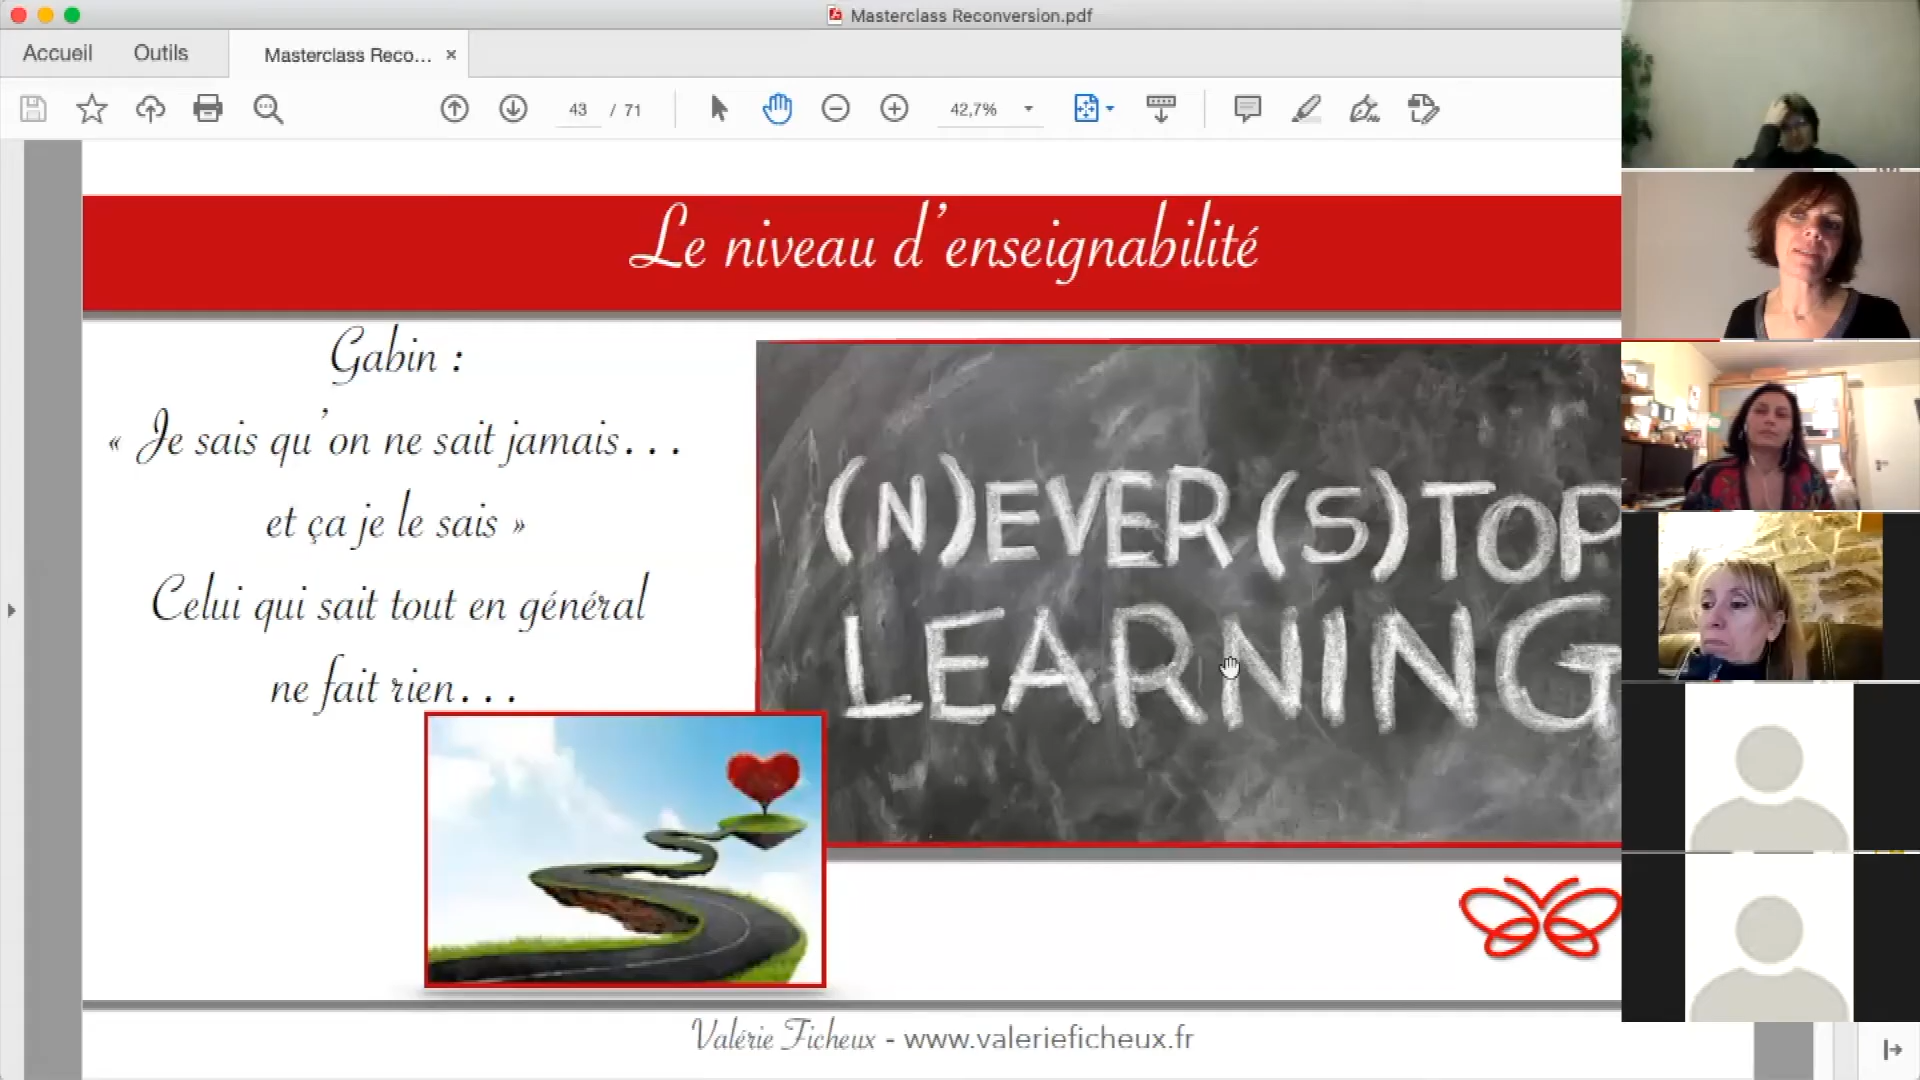 Masterclass Reconversion.pdf
Accueil
Outils
Masterclass Reco... ×
43 / 71
42,7%
Le niveau d'enseignabilité
Gabin :
« Je sais qu'on ne sait jamais...
et ça je le sais »
Celui qui sait tout en général
ne fait rien...
(N)EVER (S)TOP
LEARNING
Valérie Ficheux - www.valerieficheux.fr